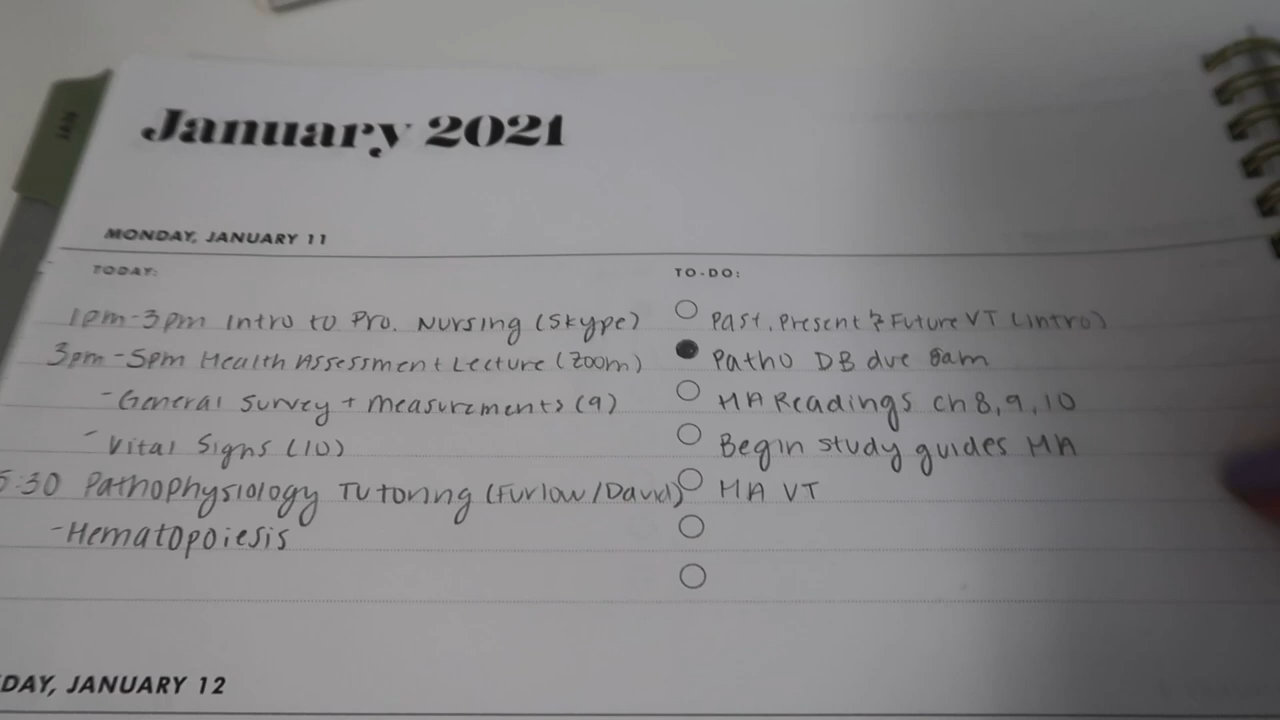 JAN
January 2021
MONDAY, JANUARY 11
TODAY:
1pm-3pm Intro to Pro. Nursing (Skype)
3pm-5pm Health Assessment Lecture (Zoom)
- General Survey + Measurements (9)
- Vital Signs (10)
5:30 Pathophysiology Tutoring (Furlow/David)
- Hematopoiesis
TO-DO:
Past, Present & Future VT (Intro)
Patho DB due 8am
HA Readings ch 8, 9, 10
Begin study guides HA
HA VT
DAY, JANUARY 12